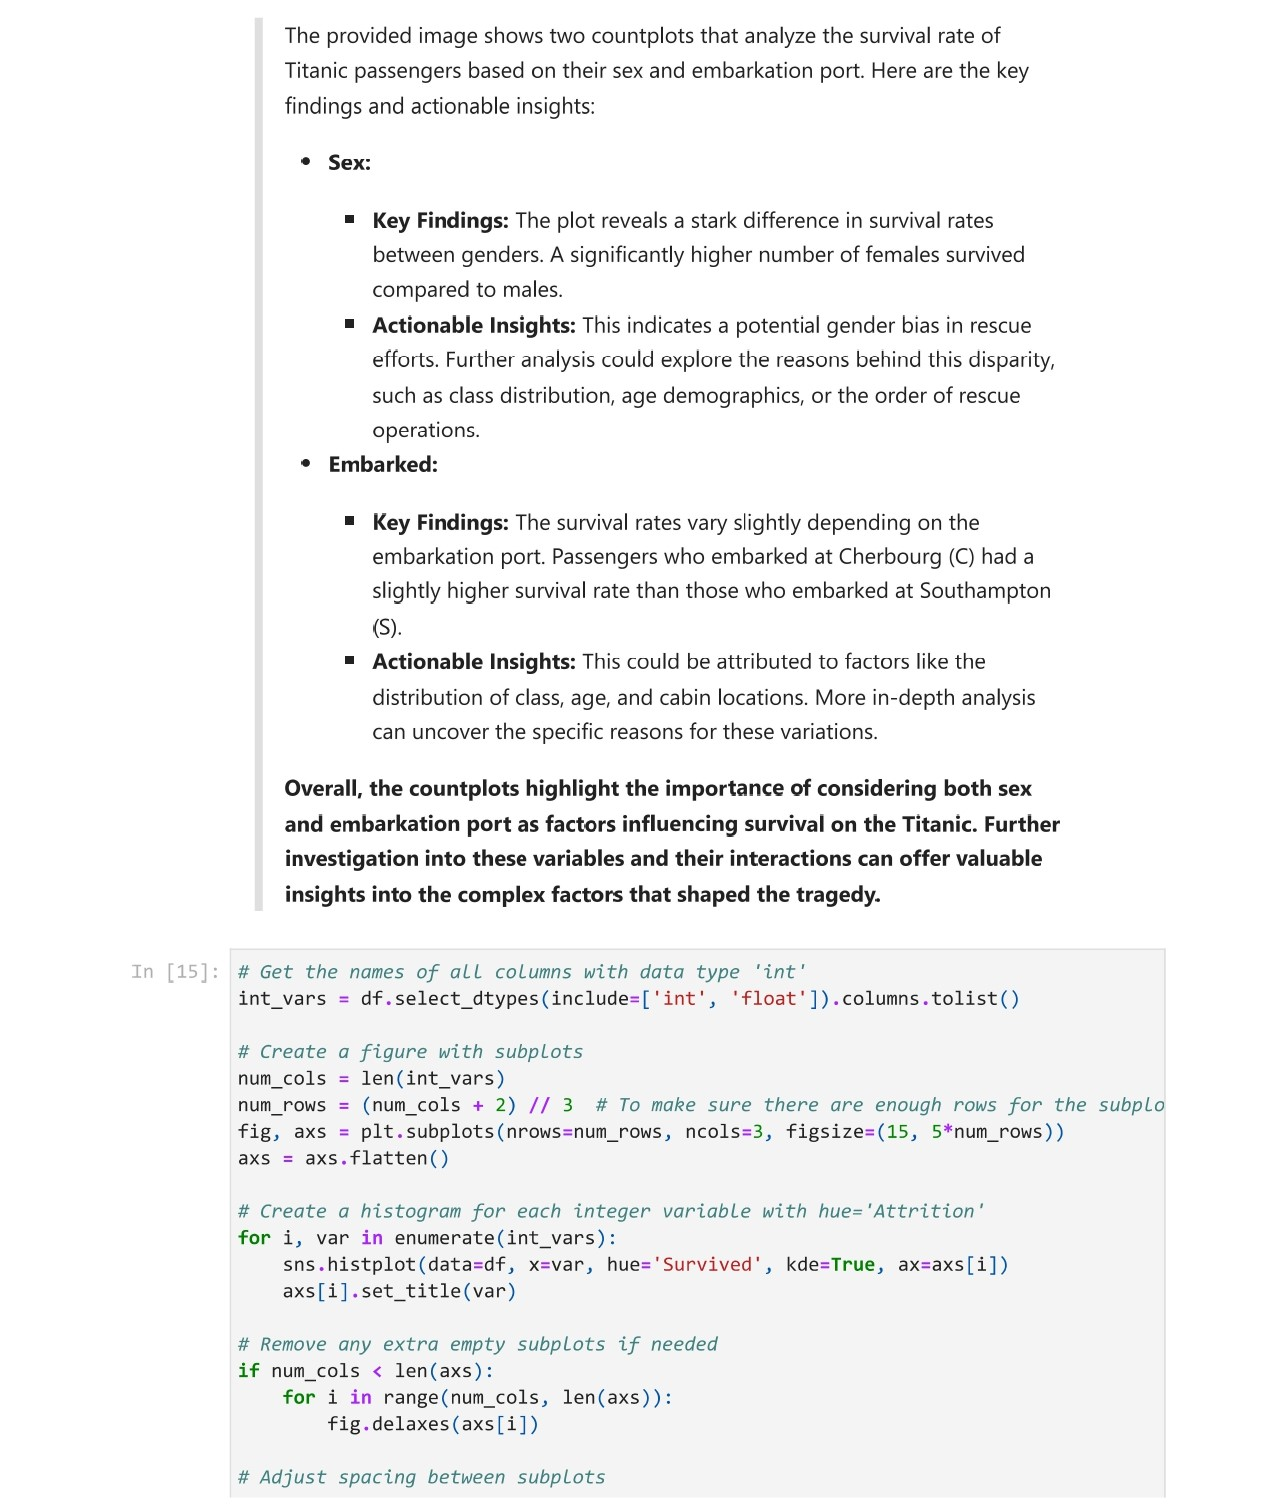 The provided image shows two countplots that analyze the survival rate of
Titanic passengers based on their sex and embarkation port. Here are the key
findings and actionable insights:
• Sex:
▪ Key Findings: The plot reveals a stark difference in survival rates
between genders. A significantly higher number of females survived
compared to males.
▪ Actionable Insights: This indicates a potential gender bias in rescue
efforts. Further analysis could explore the reasons behind this disparity,
such as class distribution, age demographics, or the order of rescue
operations.
• Embarked:
▪ Key Findings: The survival rates vary slightly depending on the
embarkation port. Passengers who embarked at Cherbourg (C) had a
slightly higher survival rate than those who embarked at Southampton
(S).
▪ Actionable Insights: This could be attributed to factors like the
distribution of class, age, and cabin locations. More in-depth analysis
can uncover the specific reasons for these variations.
Overall, the countplots highlight the importance of considering both sex
and embarkation port as factors influencing survival on the Titanic. Further
investigation into these variables and their interactions can offer valuable
insights into the complex factors that shaped the tragedy.
In [15]: # Get the names of all columns with data type 'int'
int_vars = df.select_dtypes(include=['int', 'float']).columns.tolist()
# Create a figure with subplots
num_cols = len(int_vars)
num_rows = (num_cols + 2) // 3  # To make sure there are enough rows for the subplo
fig, axs = plt.subplots(nrows=num_rows, ncols=3, figsize=(15, 5*num_rows))
axs = axs.flatten()
# Create a histogram for each integer variable with hue='Attrition'
for i, var in enumerate(int_vars):
    sns.histplot(data=df, x=var, hue='Survived', kde=True, ax=axs[i])
    axs[i].set_title(var)
# Remove any extra empty subplots if needed
if num_cols < len(axs):
    for i in range(num_cols, len(axs)):
        fig.delaxes(axs[i])
# Adjust spacing between subplots